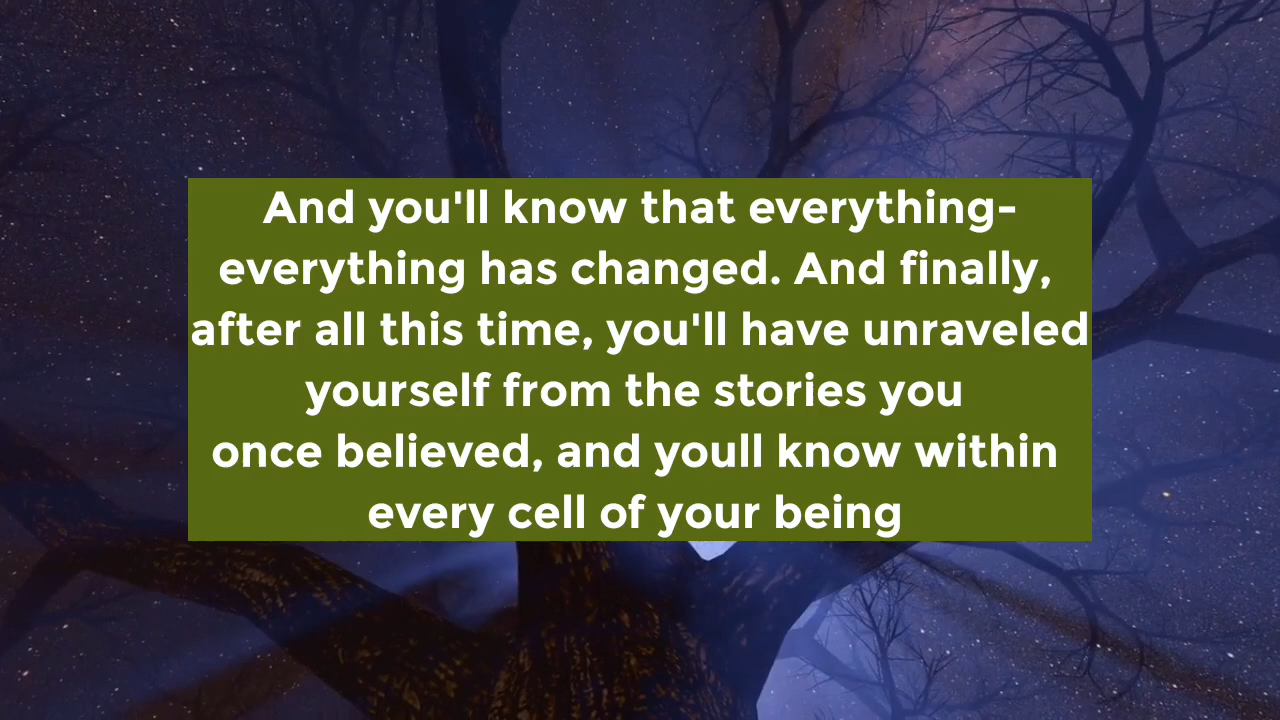 And you'll know that everything-
everything has changed. And finally,
after all this time, you'll have unraveled
yourself from the stories you
once believed, and youll know within
every cell of your being